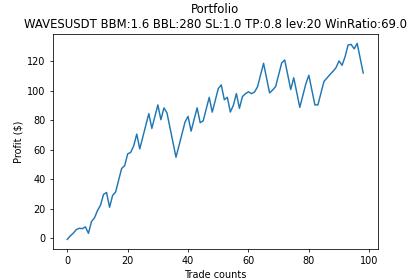 Portfolio
WAVESUSDT BBM:1.6 BBL:280 SL:1.0 TP:0.8 lev:20 WinRatio:69.0
120
100
80
60
40
20
0
Profit ($)
0 20 40 60 80 100
Trade counts